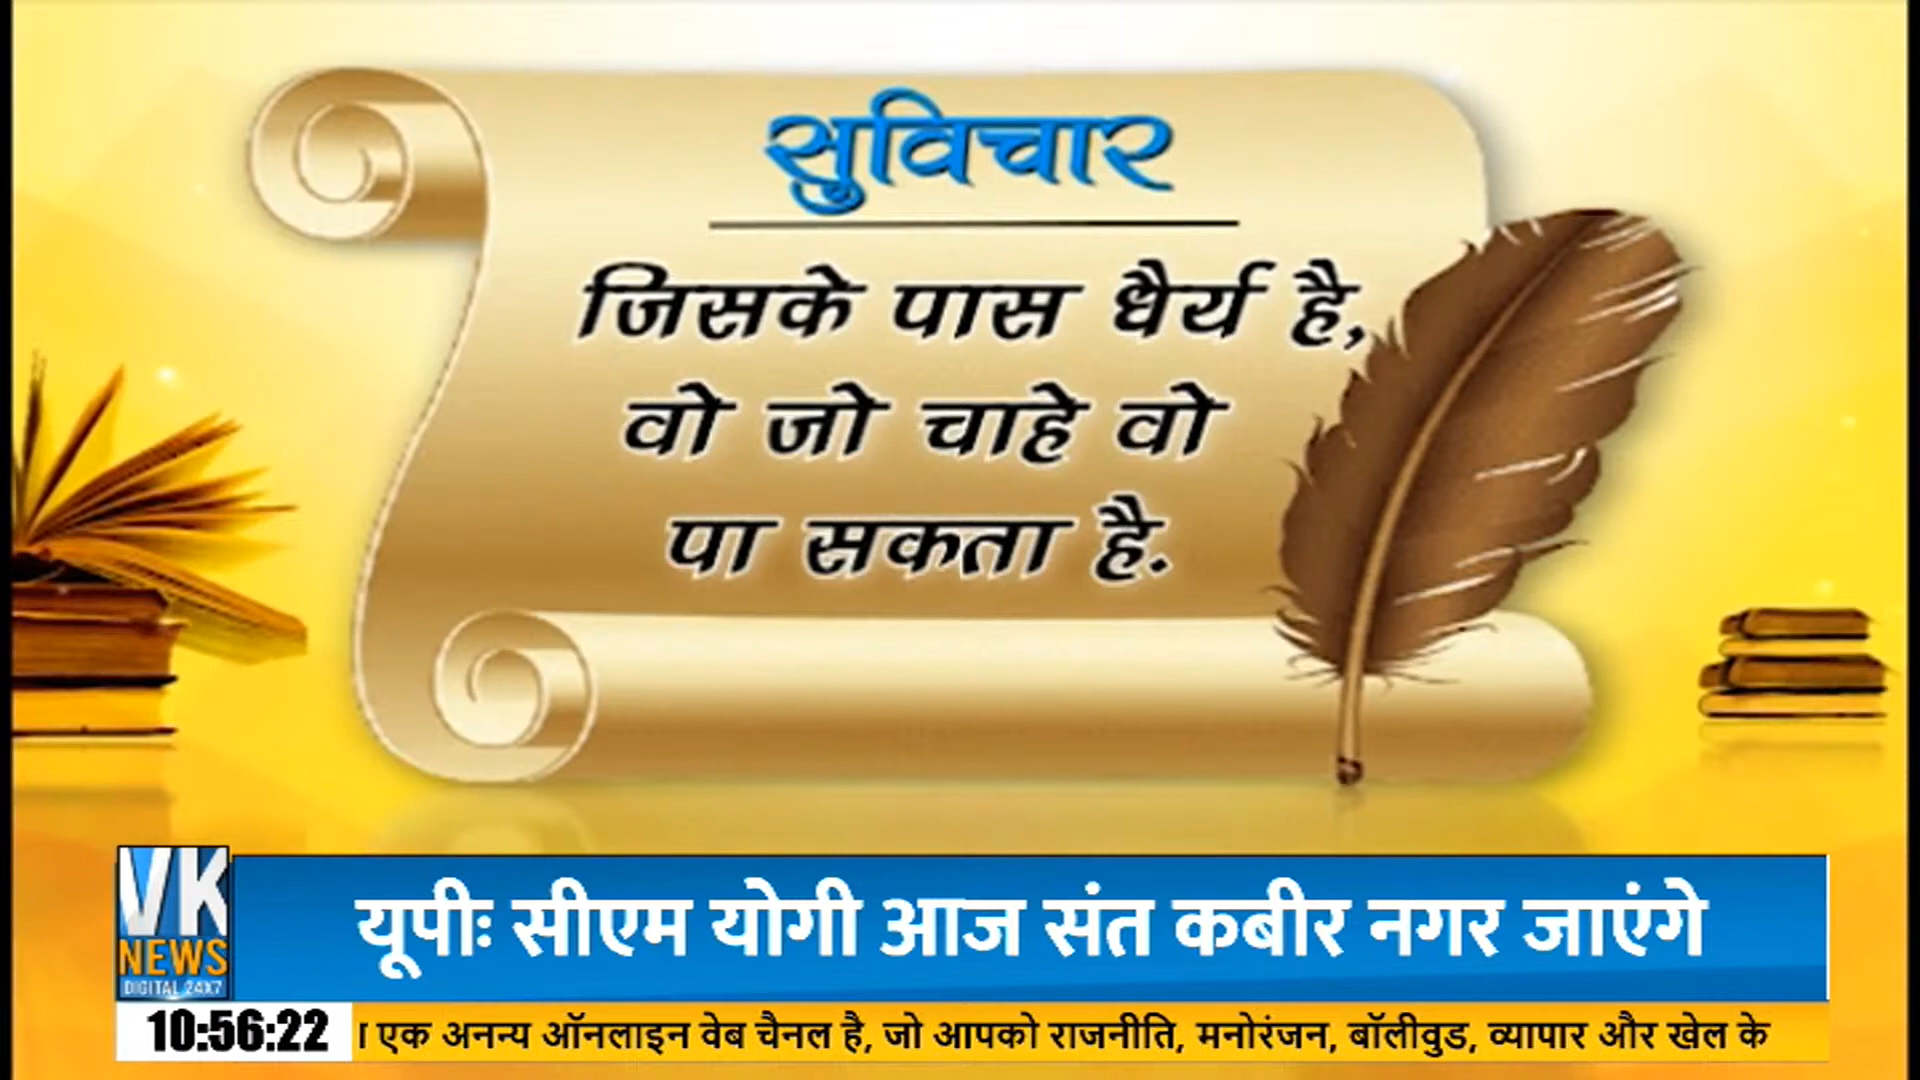 सुविचार
जिसके पास धैर्य है,
वो जो चाहे वो
पा सकता है.
VK
NEWS
DIGITAL 24X7
यूपीः सीएम योगी आज संत कबीर नगर जाएंगे
10:56:22
एक अनन्य ऑनलाइन वेब चैनल है, जो आपको राजनीति, मनोरंजन, बॉलीवुड, व्यापार और खेल के